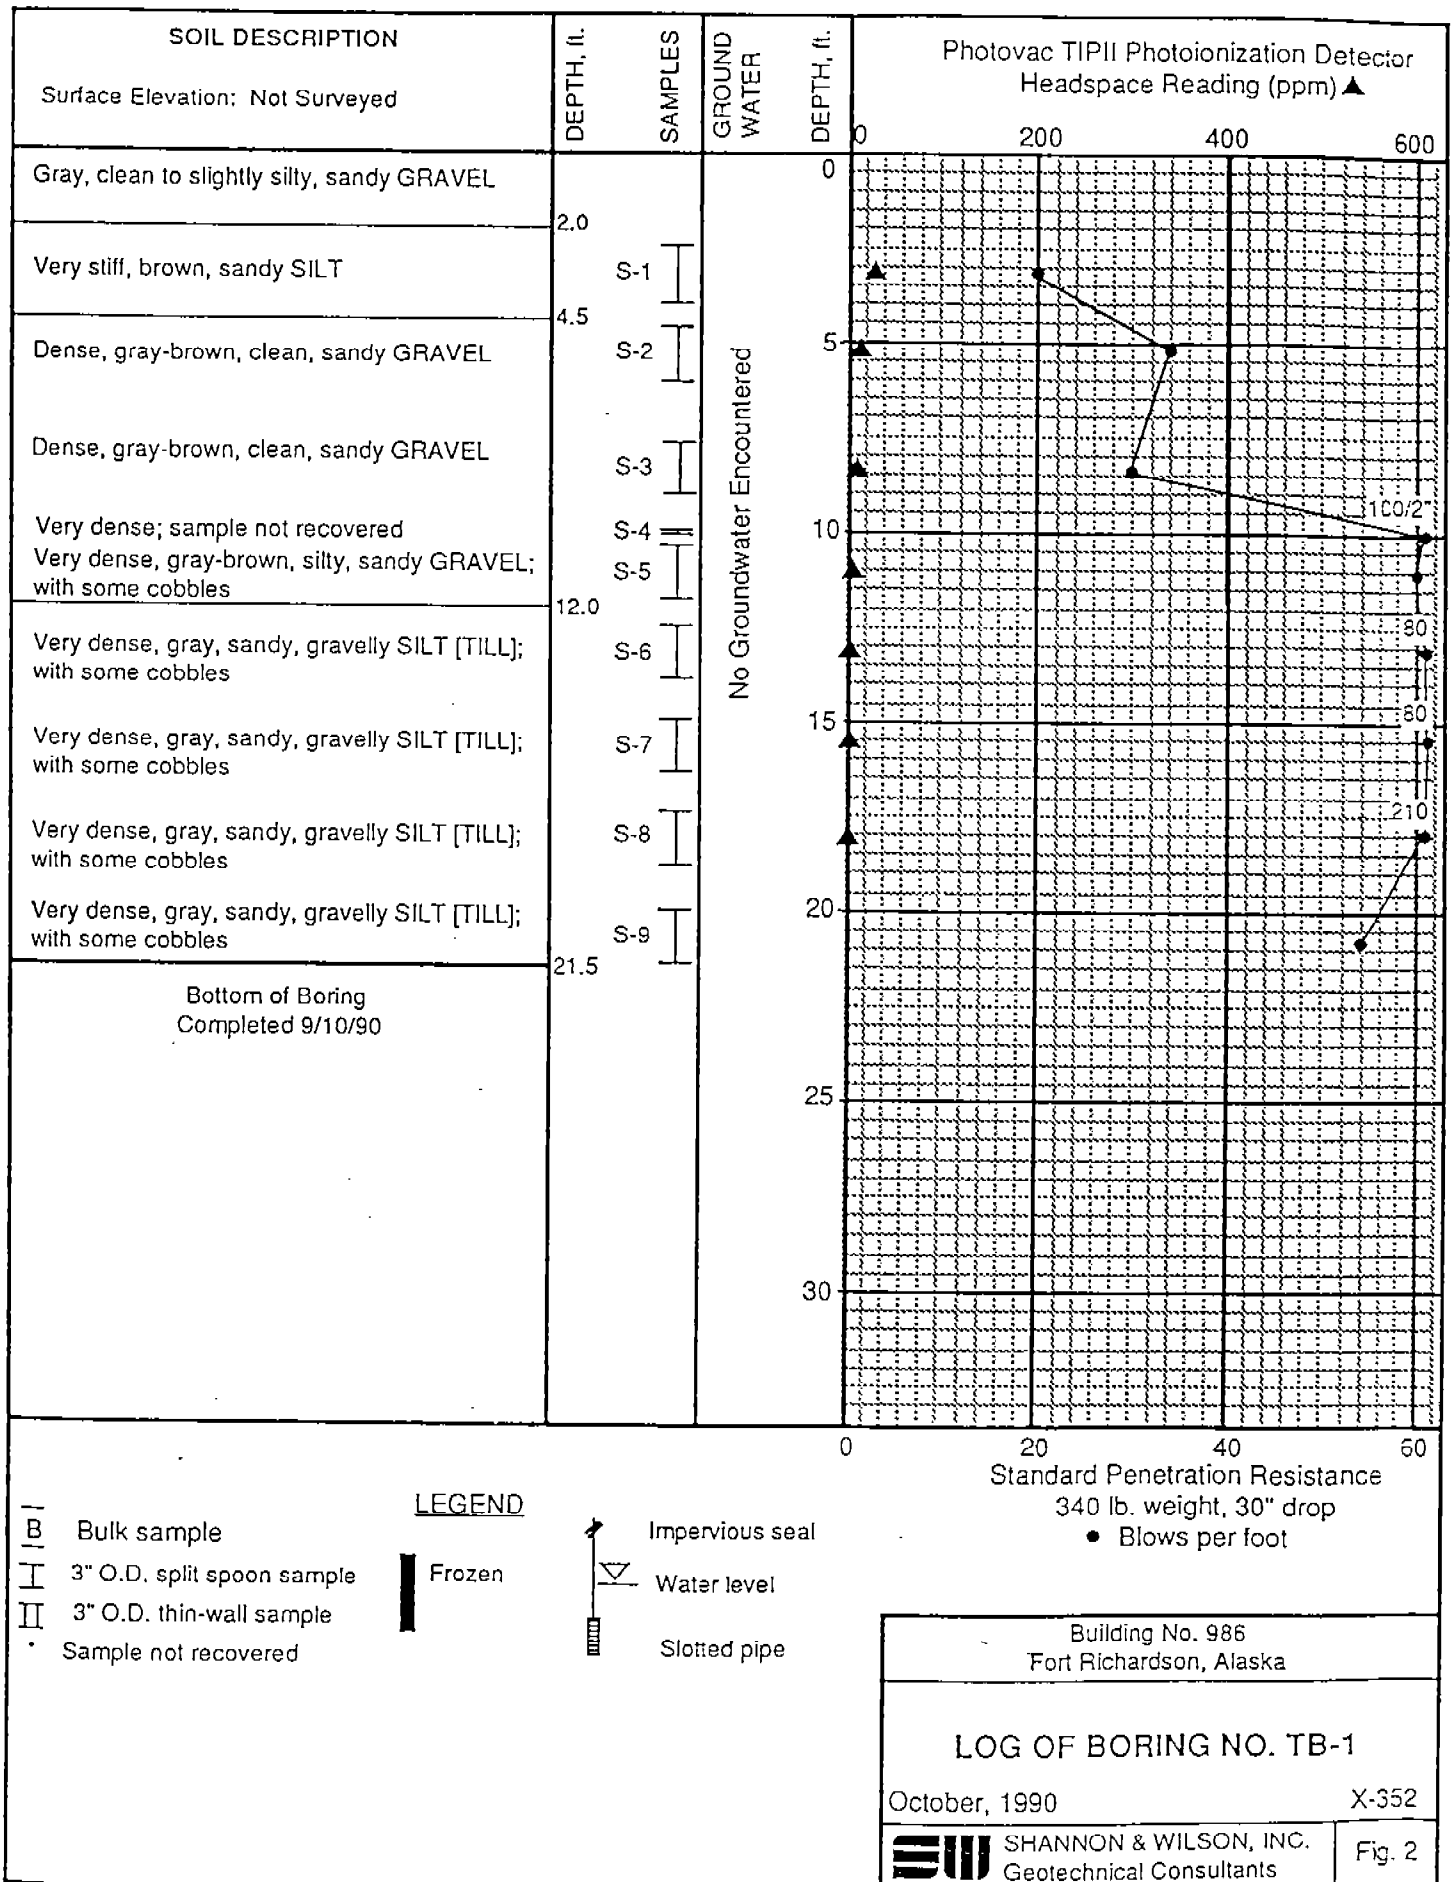 SOIL DESCRIPTION
Surface Elevation: Not Surveyed
DEPTH, ft.
SAMPLES
GROUND
WATER
DEPTH, ft.
Photovac TIPII Photoionization Detector
Headspace Reading (ppm) ▲
0 200 400 600
Gray, clean to slightly silty, sandy GRAVEL
2.0
Very stiff, brown, sandy SILT
S-1
4.5
Dense, gray-brown, clean, sandy GRAVEL
S-2
Dense, gray-brown, clean, sandy GRAVEL
S-3
Very dense; sample not recovered
S-4
Very dense, gray-brown, silty, sandy GRAVEL;
with some cobbles
S-5
12.0
Very dense, gray, sandy, gravelly SILT [TILL];
with some cobbles
S-6
Very dense, gray, sandy, gravelly SILT [TILL];
with some cobbles
S-7
Very dense, gray, sandy, gravelly SILT [TILL];
with some cobbles
S-8
Very dense, gray, sandy, gravelly SILT [TILL];
with some cobbles
S-9
21.5
Bottom of Boring
Completed 9/10/90
No Groundwater Encountered
0
5
10
15
20
25
30
100/2"
80
80
210
0 20 40 60
Standard Penetration Resistance
340 lb. weight, 30" drop
● Blows per foot
LEGEND
B Bulk sample
3" O.D. split spoon sample
3" O.D. thin-wall sample
Sample not recovered
Frozen
Impervious seal
Water level
Slotted pipe
Building No. 986
Fort Richardson, Alaska
LOG OF BORING NO. TB-1
October, 1990 X-352
SHANNON & WILSON, INC.
Geotechnical Consultants
Fig. 2